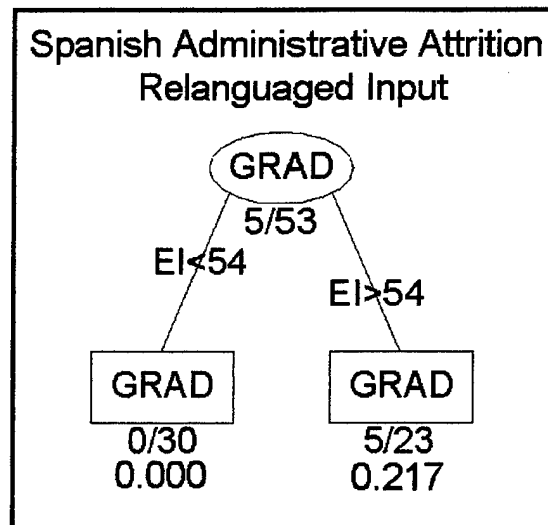 Spanish Administrative Attrition
Relanguaged Input
GRAD
5/53
EI<54
EI>54
GRAD
GRAD
0/30
5/23
0.000
0.217